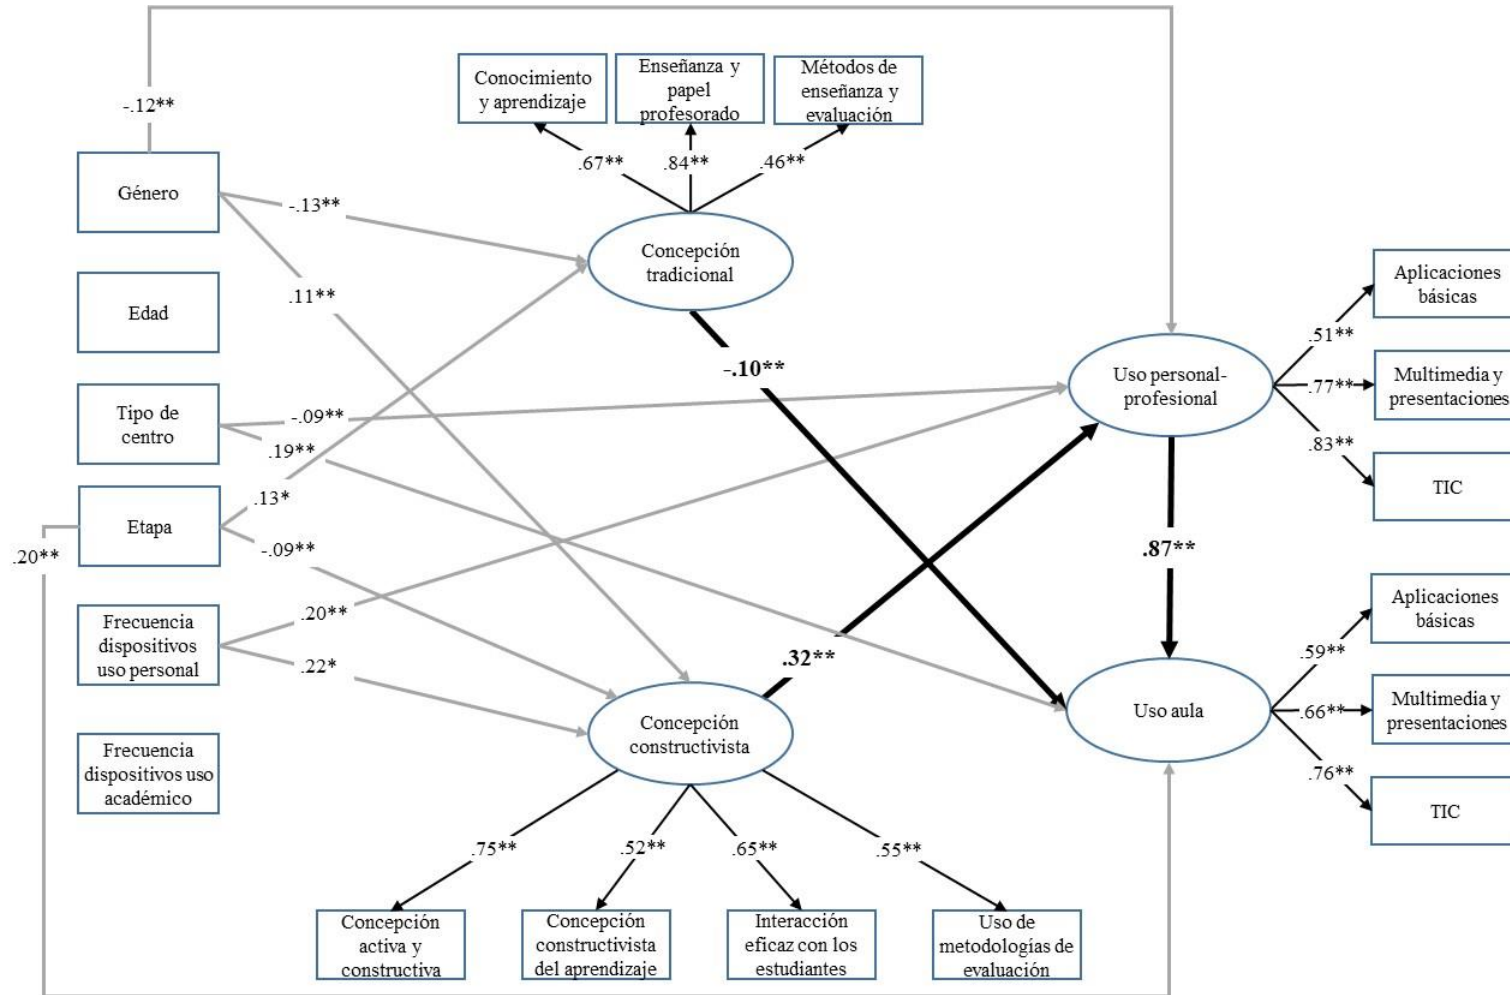 -.12**
Conocimiento
y aprendizaje
Enseñanza y
papel
profesorado
Métodos de
enseñanza y
evaluación
.67**
.84**
.46**
Género
-.13**
.11**
Concepción
tradicional
Edad
Tipo de
centro
-.09**
.19**
-.10**
Uso personal-
profesional
Aplicaciones
básicas
.51**
Multimedia y
presentaciones
.77**
.83**
TIC
Etapa
.13*
-.09**
.20**
.87**
Frecuencia
dispositivos
uso personal
.20**
.22*
.32**
Concepción
constructivista
Uso aula
Aplicaciones
básicas
.59**
Multimedia y
presentaciones
.66**
.76**
TIC
Frecuencia
dispositivos uso
académico
.75**
.52**
.65**
.55**
Concepción
activa y
constructiva
Concepción
constructivista
del aprendizaje
Interacción
eficaz con los
estudiantes
Uso de
metodologías de
evaluación